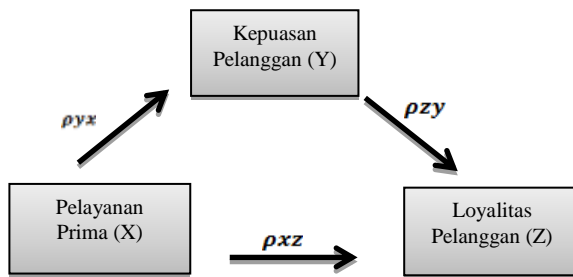 Kepuasan
Pelanggan (Y)
ρyx
ρzy
Pelayanan
Prima (X)
ρxz
Loyalitas
Pelanggan (Z)